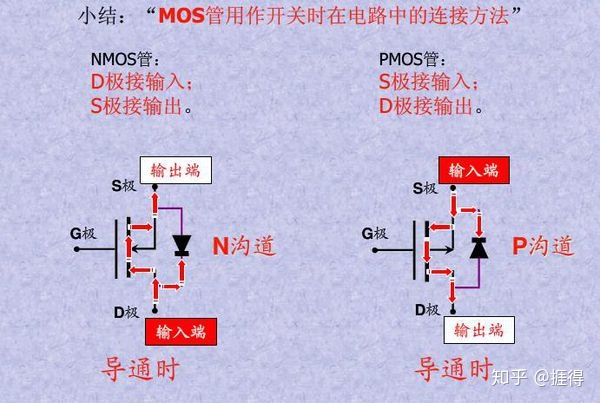 小结：“MOS管用作开关时在电路中的连接方法”
NMOS管：
D极接输入；
S极接输出。
PMOS管：
S极接输入；
D极接输出。
输出端
S极
G极
N沟道
D极
输入端
导通时
输入端
S极
G极
P沟道
D极
输出端
导通时
知乎 @捱得